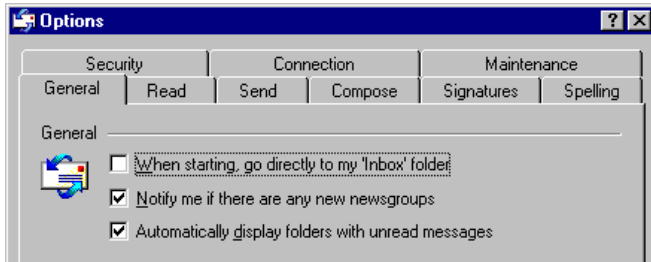 Options
Security Connection Maintenance
General Read Send Compose Signatures Spelling
General
When starting, go directly to my 'Inbox' folder
Notify me if there are any new newsgroups
Automatically display folders with unread messages